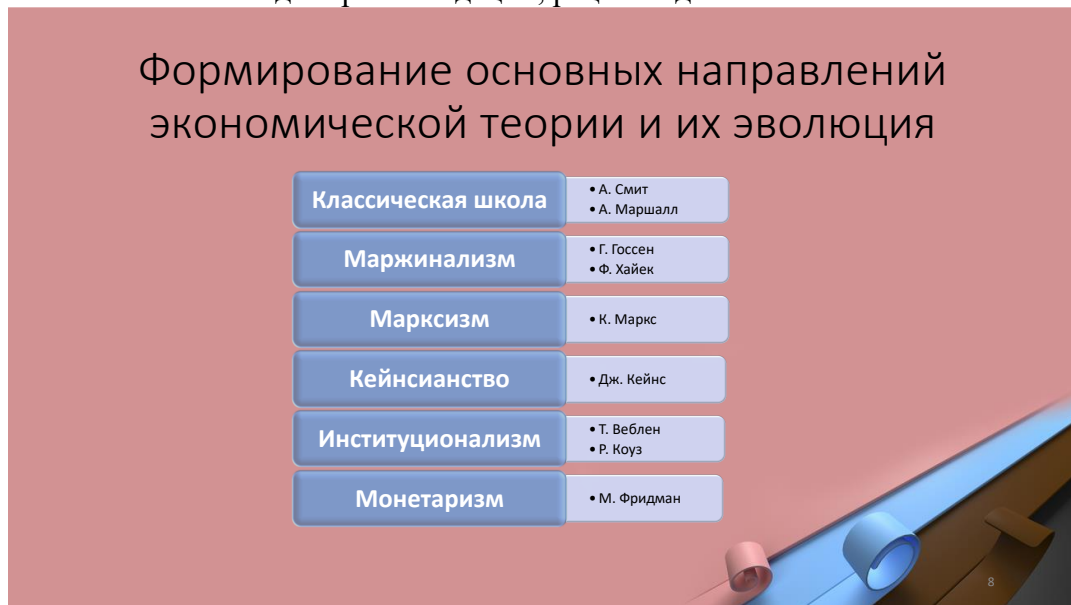 Формирование основных направлений
экономической теории и их эволюция
Классическая школа
• А. Смит
• А. Маршалл
Маржинализм
• Г. Госсен
• Ф. Хайек
Марксизм
• К. Маркс
Кейнсианство
• Дж. Кейнс
Институционализм
• Т. Веблен
• Р. Коуз
Монетаризм
• М. Фридман
8